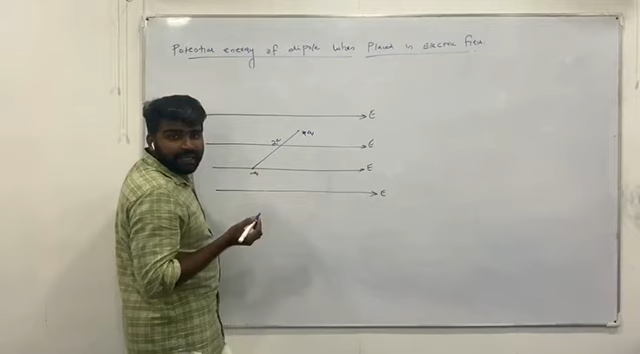 Potential energy of dipole when Placed in Electric field.
E
+q
2a
E
E
-q
E